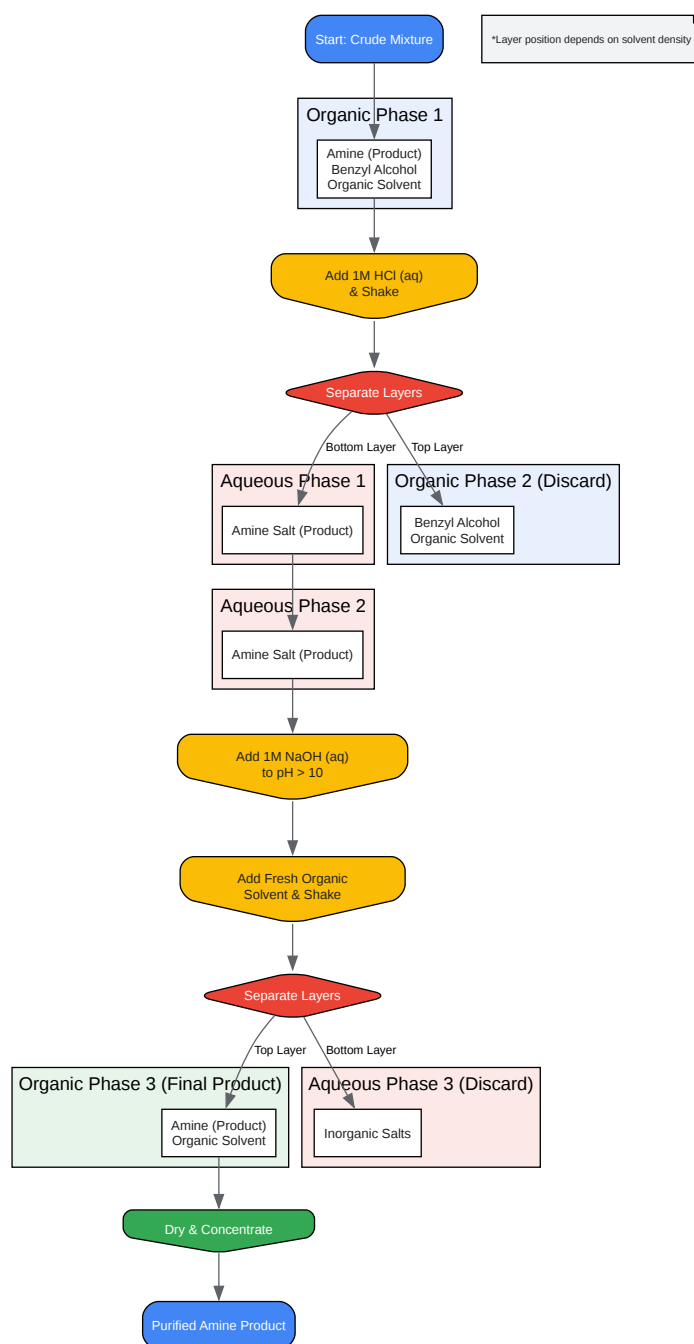 Start: Crude Mixture
*Layer position depends on solvent density
Organic Phase 1
Amine (Product)
Benzyl Alcohol
Organic Solvent
Add 1M HCl (aq)
& Shake
Separate Layers
Bottom Layer
Top Layer
Aqueous Phase 1
Amine Salt (Product)
Organic Phase 2 (Discard)
Benzyl Alcohol
Organic Solvent
Aqueous Phase 2
Amine Salt (Product)
Add 1M NaOH (aq)
to pH > 10
Add Fresh Organic
Solvent & Shake
Separate Layers
Top Layer
Bottom Layer
Organic Phase 3 (Final Product)
Amine (Product)
Organic Solvent
Aqueous Phase 3 (Discard)
Inorganic Salts
Dry & Concentrate
Purified Amine Product